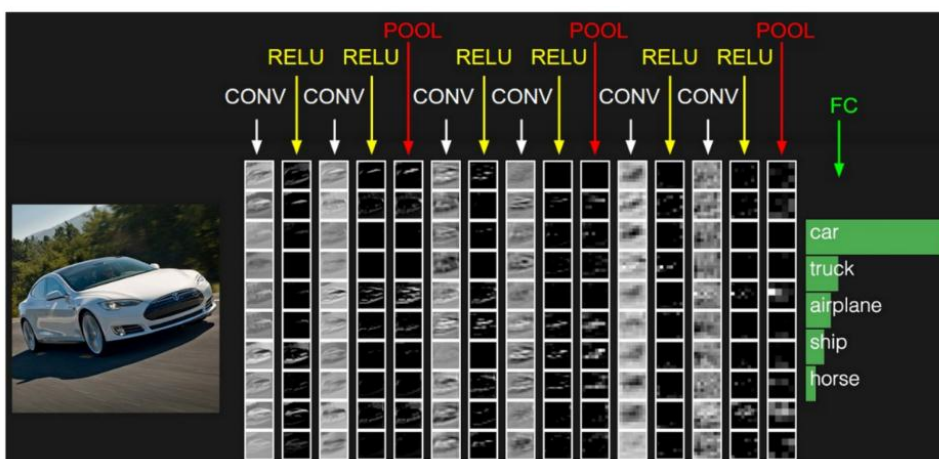 POOL POOL POOL
RELU RELU RELU RELU RELU RELU
CONV CONV CONV CONV CONV CONV
FC
car
truck
airplane
ship
horse